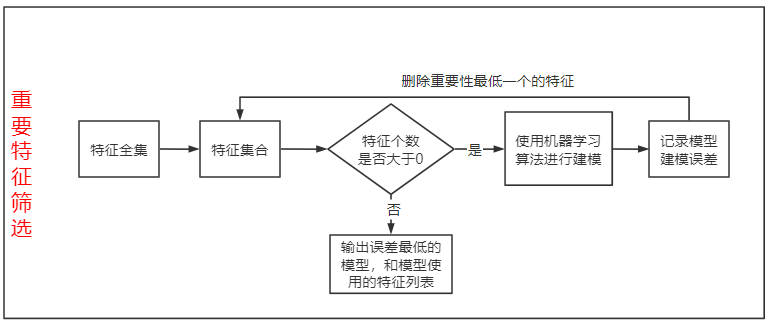 重要特征筛选
删除重要性最低一个的特征
特征全集
特征集合
特征个数
是否大于0
是
使用机器学习
算法进行建模
记录模型
建模误差
否
输出误差最低的
模型，和模型使
用的特征列表